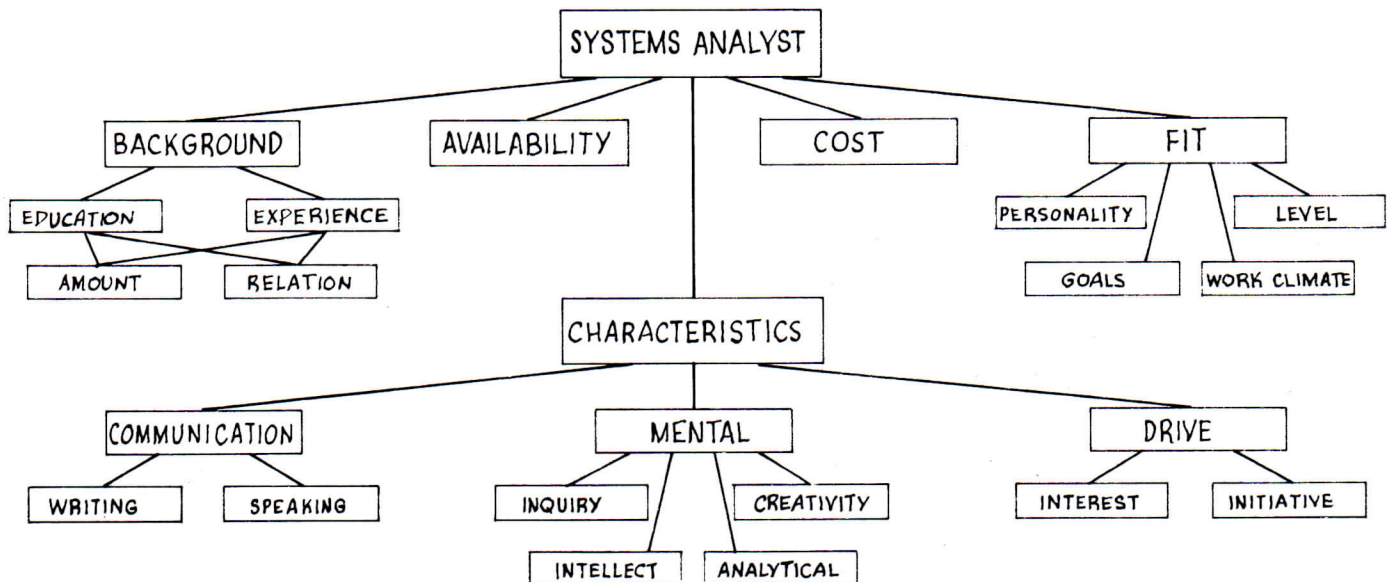 SYSTEMS ANALYST
BACKGROUND
AVAILABILITY
COST
FIT
EDUCATION
EXPERIENCE
PERSONALITY
LEVEL
AMOUNT
RELATION
GOALS
WORK CLIMATE
CHARACTERISTICS
COMMUNICATION
MENTAL
DRIVE
WRITING
SPEAKING
INQUIRY
CREATIVITY
INTEREST
INITIATIVE
INTELLECT
ANALYTICAL